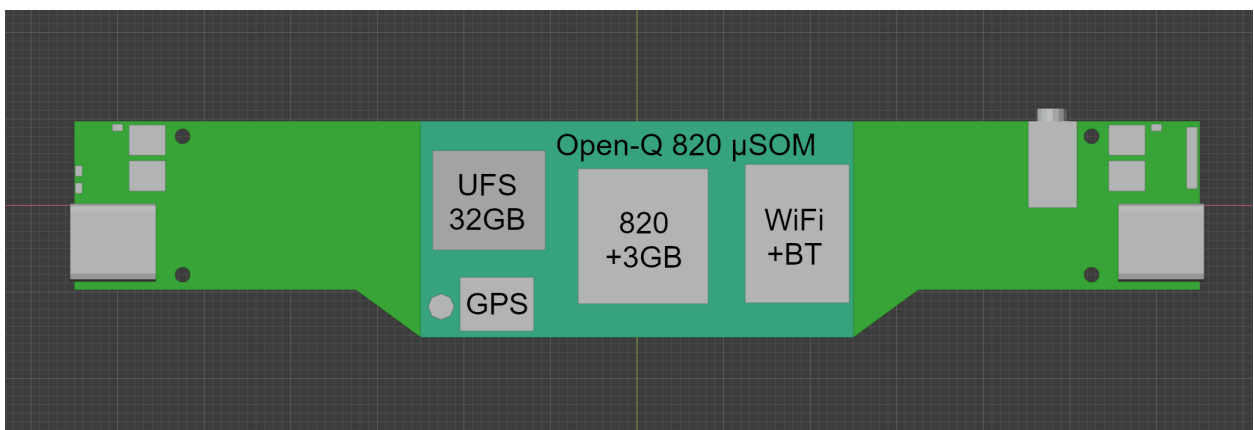 Open-Q 820 µSOM
UFS
32GB
820
+3GB
WiFi
+BT
GPS